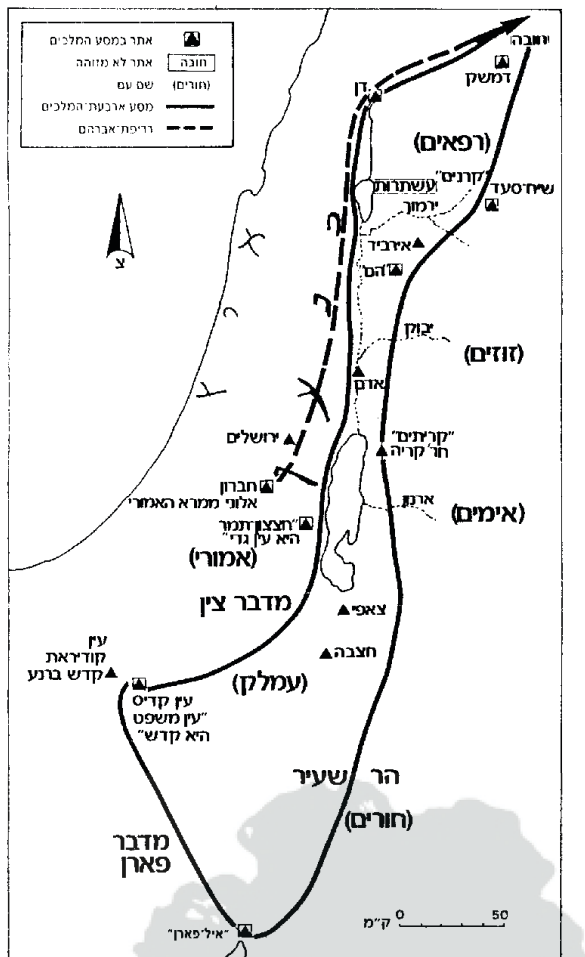 אתר במסע המלכים
חובה אתר לא מזוהה
(חורים) שם עם
מסע ארבעת־המלכים
רדיפת־אברהם
חובה
דמשק
דן
(רפאים)
"קרנים"
עשתרות
שייח־סעד
ירמוך
אירביד
"הם"
יבוק
(זוזים)
אדם
"קריתים"
חר' קריה
ירושלים
חברון
אלוני ממרא האמורי
ארנון
(אימים)
"חצצון־תמר
היא עין גדי"
(אמורי)
מדבר צין
צאפי
חצבה
עין
קודיראת
קדש ברנע
(עמלק)
עין קדיס
"עין משפט
היא קדש"
הר שעיר
(חורים)
מדבר
פארן
"איל־פארן"
ק"מ 0 50
צ